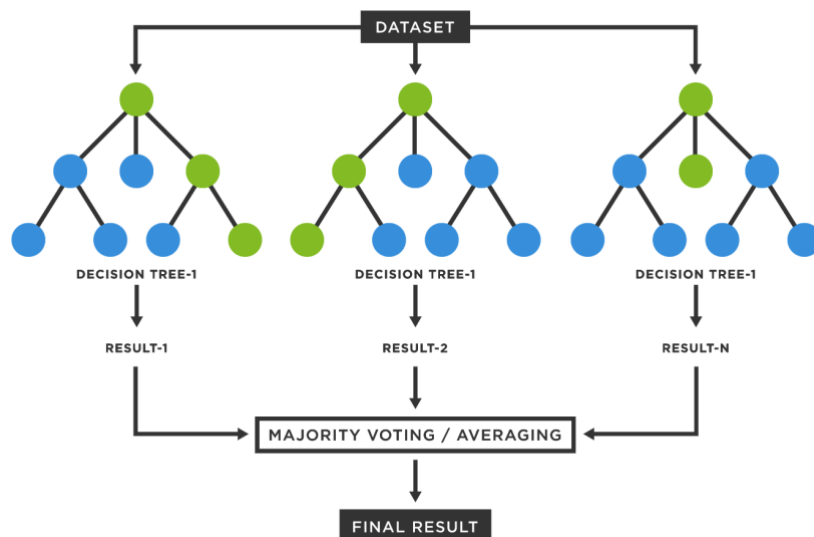 DATASET
DECISION TREE-1
DECISION TREE-1
DECISION TREE-1
RESULT-1
RESULT-2
RESULT-N
MAJORITY VOTING / AVERAGING
FINAL RESULT